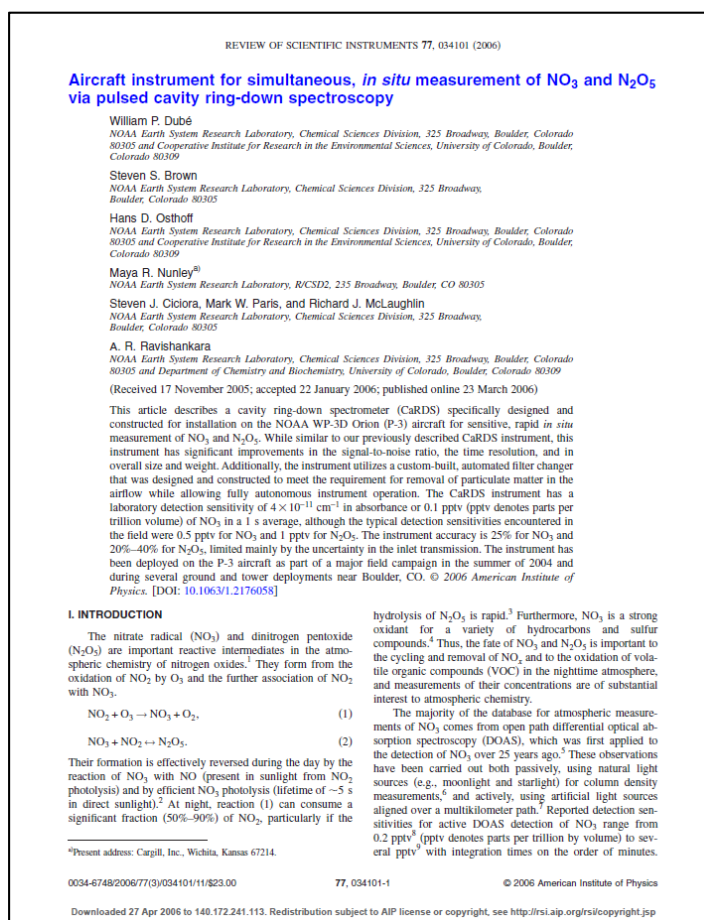 REVIEW OF SCIENTIFIC INSTRUMENTS 77, 034101 (2006)
Aircraft instrument for simultaneous, in situ measurement of NO3 and N2O5
via pulsed cavity ring-down spectroscopy
William P. Dubé
NOAA Earth System Research Laboratory, Chemical Sciences Division, 325 Broadway, Boulder, Colorado
80305 and Cooperative Institute for Research in the Environmental Sciences, University of Colorado, Boulder,
Colorado 80309
Steven S. Brown
NOAA Earth System Research Laboratory, Chemical Sciences Division, 325 Broadway,
Boulder, Colorado 80305
Hans D. Osthoff
NOAA Earth System Research Laboratory, Chemical Sciences Division, 325 Broadway, Boulder, Colorado
80305 and Cooperative Institute for Research in the Environmental Sciences, University of Colorado, Boulder, Colorado
80309
Maya R. Nunley a)
NOAA Earth System Research Laboratory, R/CSD2, 235 Broadway, Boulder, CO 80305
Steven J. Ciciora, Mark W. Paris, and Richard J. McLaughlin
NOAA Earth System Research Laboratory, Chemical Sciences Division, 325 Broadway,
Boulder, Colorado 80305
A. R. Ravishankara
NOAA Earth System Research Laboratory, Chemical Sciences Division, 325 Broadway, Boulder, Colorado
80305 and Department of Chemistry and Biochemistry, University of Colorado, Boulder, Colorado 80309
(Received 17 November 2005; accepted 22 January 2006; published online 23 March 2006)
This article describes a cavity ring-down spectrometer (CaRDS) specifically designed and
constructed for installation on the NOAA WP-3D Orion (P-3) aircraft for sensitive, rapid in situ
measurement of NO3 and N2O5. While similar to our previously described CaRDS instrument, this
instrument has significant improvements in the signal-to-noise ratio, the time resolution, and in
overall size and weight. Additionally, the instrument utilizes a custom-built, automated filter changer
that was designed and constructed to meet the requirement for removal of particulate matter in the
airflow while allowing fully autonomous instrument operation. The CaRDS instrument has a
laboratory detection sensitivity of 4×10−11 cm−1 in absorbance or 0.1 pptv (pptv denotes parts per
trillion volume) of NO3 in a 1 s average, although the typical detection sensitivities encountered in
the field were 0.5 pptv for NO3 and 1 pptv for N2O5. The instrument accuracy is 25% for NO3 and
20%–40% for N2O5, limited mainly by the uncertainty in the inlet transmission. The instrument has
been deployed on the P-3 aircraft as part of a major field campaign in the summer of 2004 and
during several ground and tower deployments near Boulder, CO. © 2006 American Institute of
Physics. [DOI: 10.1063/1.2176058]
I. INTRODUCTION
The nitrate radical (NO3) and dinitrogen pentoxide
(N2O5) are important reactive intermediates in the atmo-
spheric chemistry of nitrogen oxides.1 They form from the
oxidation of NO2 by O3 and the further association of NO2
with NO3.
NO2 + O3 → NO3 + O2, (1)
NO3 + NO2 ↔ N2O5. (2)
Their formation is effectively reversed during the day by the
reaction of NO3 with NO (present in sunlight from NO2
photolysis) and by efficient NO3 photolysis (lifetime of ~5 s
in direct sunlight).2 At night, reaction (1) can consume a
significant fraction (50%–90%) of NO2, particularly if the
a)Present address: Cargill, Inc., Wichita, Kansas 67214.
hydrolysis of N2O5 is rapid.3 Furthermore, NO3 is a strong
oxidant for a variety of hydrocarbons and sulfur
compounds.4 Thus, the fate of NO3 and N2O5 is important to
the cycling and removal of NOx and to the oxidation of vola-
tile organic compounds (VOC) in the nighttime atmosphere,
and measurements of their concentrations are of substantial
interest to atmospheric chemistry.
The majority of the database for atmospheric measure-
ments of NO3 comes from open path differential optical ab-
sorption spectroscopy (DOAS), which was first applied to
the detection of NO3 over 25 years ago.5 These observations
have been carried out both passively, using natural light
sources (e.g., moonlight and starlight) for column density
measurements,6 and actively, using artificial light sources
aligned over a multikilometer path.7 Reported detection sen-
sitivities for active DOAS detection of NO3 range from
0.2 pptv8 (pptv denotes parts per trillion by volume) to sev-
eral pptv9 with integration times on the order of minutes.
0034-6748/2006/77(3)/034101/11/$23.00
77, 034101-1
© 2006 American Institute of Physics
Downloaded 27 Apr 2006 to 140.172.241.113. Redistribution subject to AIP license or copyright, see http://rsi.aip.org/rsi/copyright.jsp